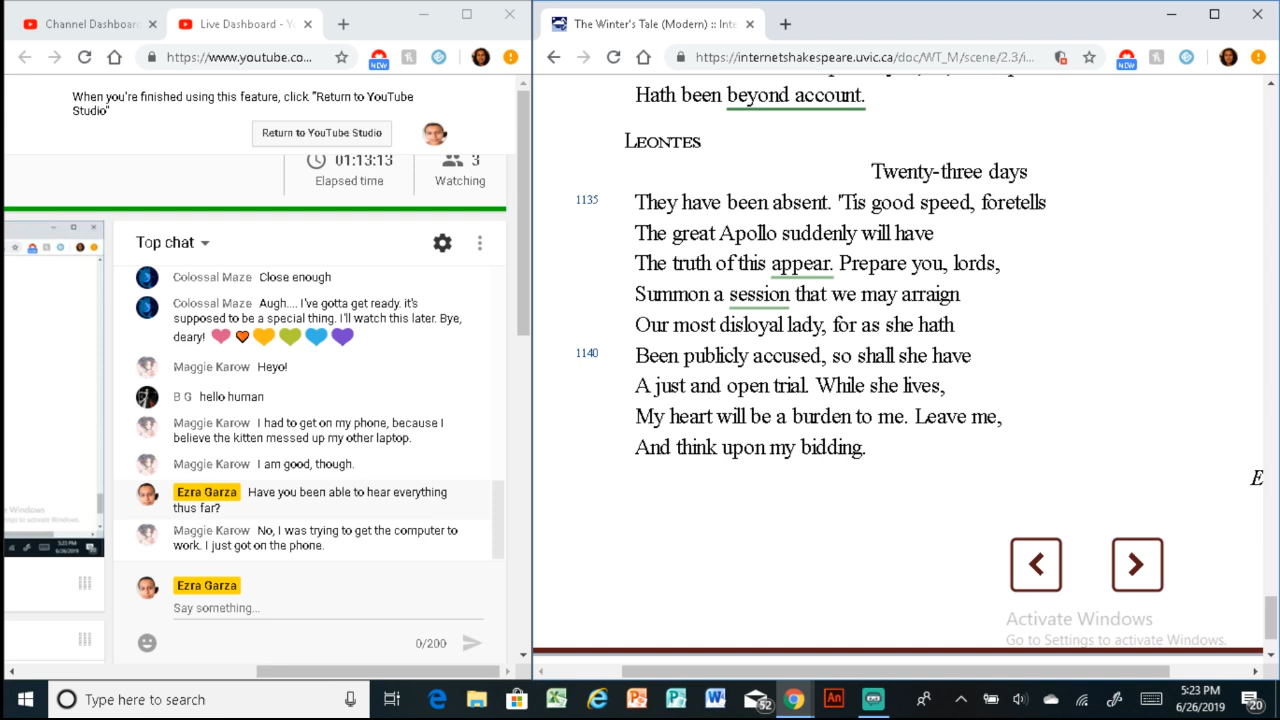 Channel Dashboard
Live Dashboard - Yo
The Winter's Tale (Modern) :: Inte
https://www.youtube.co...
NEW
https://internetshakespeare.uvic.ca/doc/WT_M/scene/2.3/i...
NEW
When you're finished using this feature, click "Return to YouTube
Studio"
Return to YouTube Studio
01:13:13
Elapsed time
3
Watching
Top chat
Colossal Maze Close enough
Colossal Maze Augh.... I've gotta get ready. it's
supposed to be a special thing. I'll watch this later. Bye,
deary!
Maggie Karow Heyo!
B G hello human
Maggie Karow I had to get on my phone, because I
believe the kitten messed up my other laptop.
Maggie Karow I am good, though.
Ezra Garza Have you been able to hear everything
thus far?
Maggie Karow No, I was trying to get the computer to
work. I just got on the phone.
Ezra Garza
Say something...
0/200
5:23 PM
6/26/2019
Hath been beyond account.
LEONTES
Twenty-three days
1135 They have been absent. 'Tis good speed, foretells
The great Apollo suddenly will have
The truth of this appear. Prepare you, lords,
Summon a session that we may arraign
Our most disloyal lady, for as she hath
1140 Been publicly accused, so shall she have
A just and open trial. While she lives,
My heart will be a burden to me. Leave me,
And think upon my bidding.
E
Activate Windows
Go to Settings to activate Windows.
Type here to search
52
An
5:23 PM
6/26/2019
20